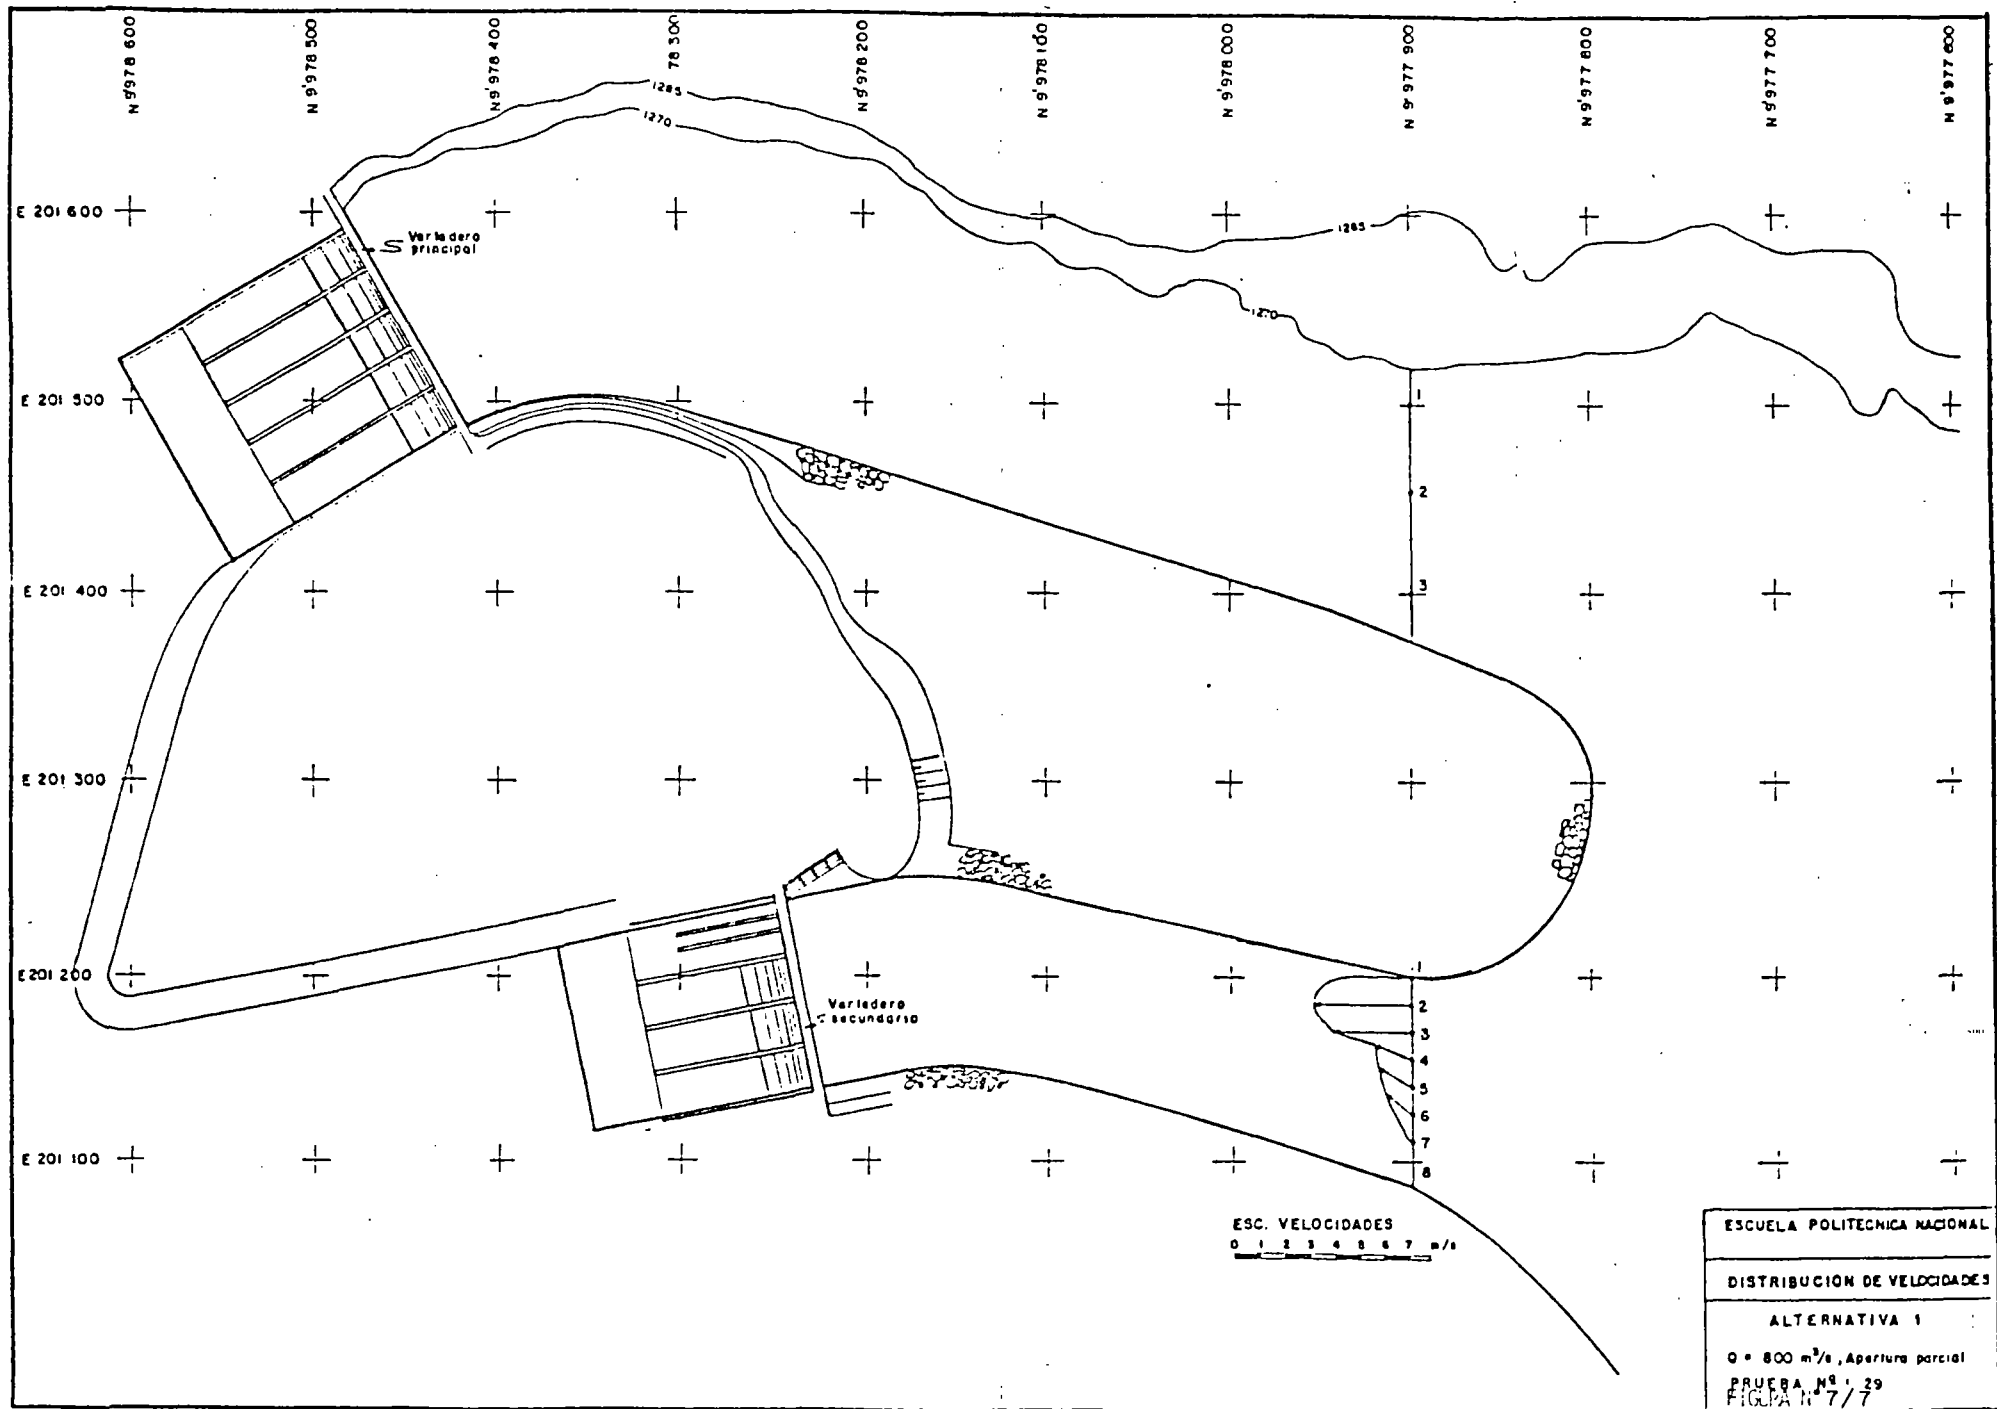 N 9'978 600
N 9'978 500
N 9'978 400
78 300
N 9'978 200
N 9'978 100
N 9'978 000
N 9'977 900
N 9'977 800
N 9'977 700
N 9'977 600
1285
1270
E 201 600
Vertedero
principal
1285
1270
E 201 500
1
2
E 201 400
3
E 201 300
E 201 200
1
2
Vertedero
secundario
3
4
5
6
7
E 201 100
8
ESC. VELOCIDADES
0 1 2 3 4 5 6 7 m/s
ESCUELA POLITECNICA NACIONAL
DISTRIBUCION DE VELOCIDADES
ALTERNATIVA 1
Q = 800 m³/s, Apertura parcial
PRUEBA Nº : 29
FIGURA Nº 7/7